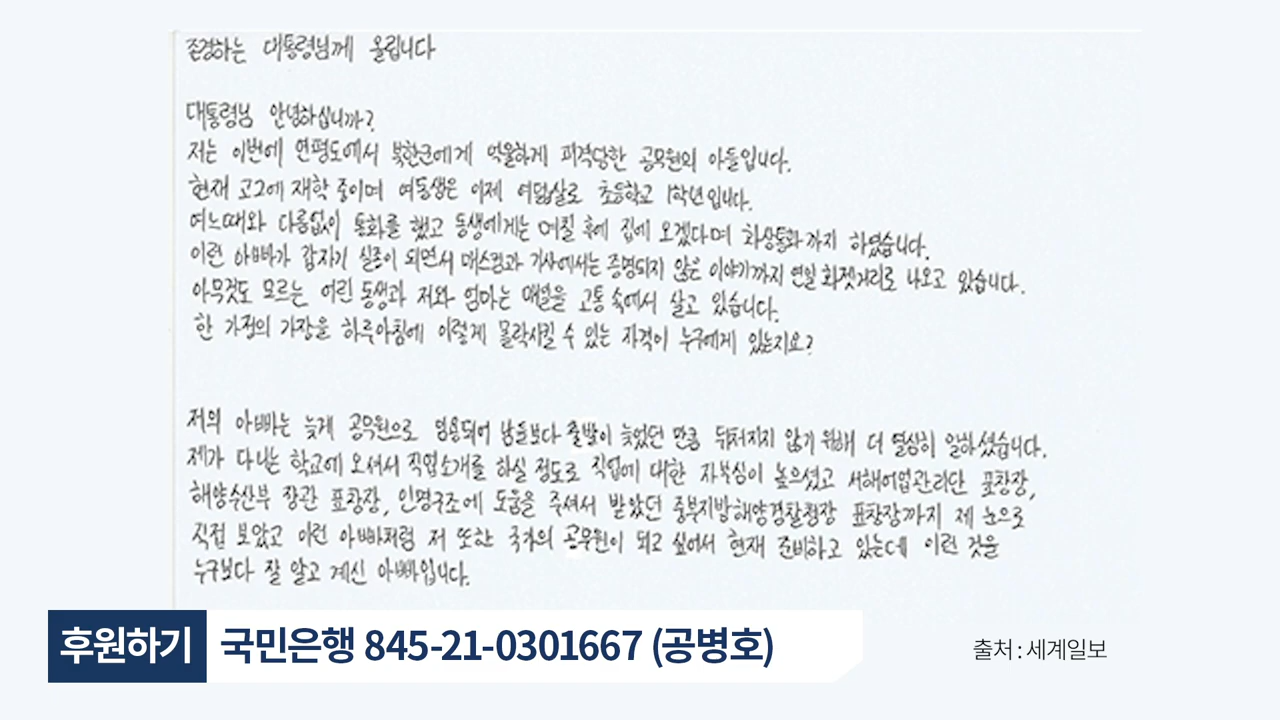 존경하는 대통령님께 올립니다
대통령님 안녕하십니까?
저는 이번에 연평도에서 북한군에게 억울하게 피격당한 공무원의 아들입니다.
현재 고2에 재학 중이며 여동생은 이제 여덟살로 초등학교 1학년입니다.
여느때와 다름없이 통화를 했고 동생에게는 며칠 후에 집에 오겠다며 화상통화까지 하였습니다.
이런 아빠가 갑자기 실종이 되면서 매스컴과 기사에서는 증명되지 않은 이야기까지 연일 화젯거리로 나오고 있습니다.
아무것도 모르는 어린 동생과 저와 엄마는 매일을 고통 속에서 살고 있습니다.
한 가정의 가장을 하루아침에 이렇게 몰락시킬 수 있는 자격이 누구에게 있는지요?
저의 아빠는 늦게 공무원으로 임용되어 남들보다 출발이 늦었던 만큼 뒤처지지 않기 위해 더 열심히 일하셨습니다.
제가 다니는 학교에 오셔서 직업소개를 하실 정도로 직업에 대한 자부심이 높으셨고 서해어업관리단 표창장,
해양수산부 장관 표창장, 인명구조에 도움을 주셔서 받았던 중부지방해양경찰청장 표창장까지 제 눈으로
직접 보았고 이런 아빠처럼 저 또한 국가의 공무원이 되고 싶어서 현재 준비하고 있는데 이런 것을
누구보다 잘 알고 계신 아빠입니다.
후원하기 국민은행 845-21-0301667 (공병호)
출처 : 세계일보